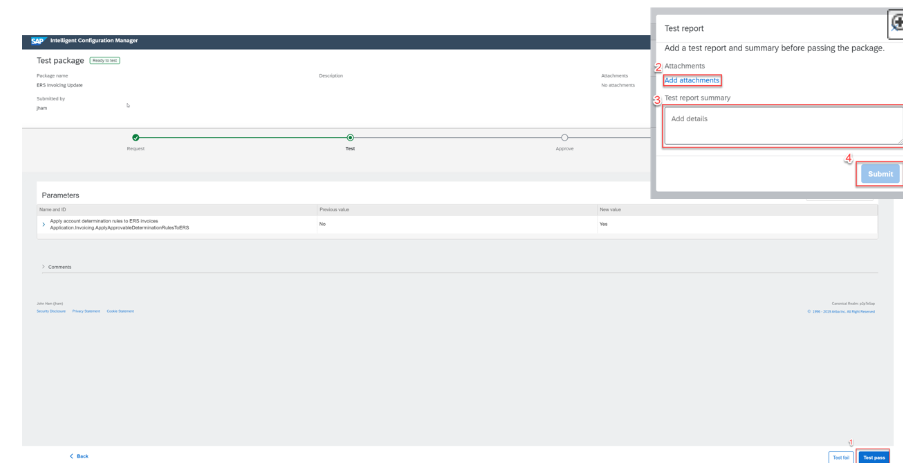 SAP Intelligent Configuration Manager
Test package Ready to test
Package name
ERS Invoicing Update
Description
Attachments
No attachments
Submitted by
jham
Request
Test
Approve
Parameters
Name and ID Previous value New value
Apply account determination rules to ERS invoices No Yes
Application.Invoicing.ApplyApprovableDeterminationRulesToERS
Comments
John Ham (jham)
Security Disclosure Privacy Statement Cookie Statement
Back
1
Test fail Test pass
Test report
Add a test report and summary before passing the package.
2 Attachments
Add attachments
3 Test report summary
Add details
4
Submit